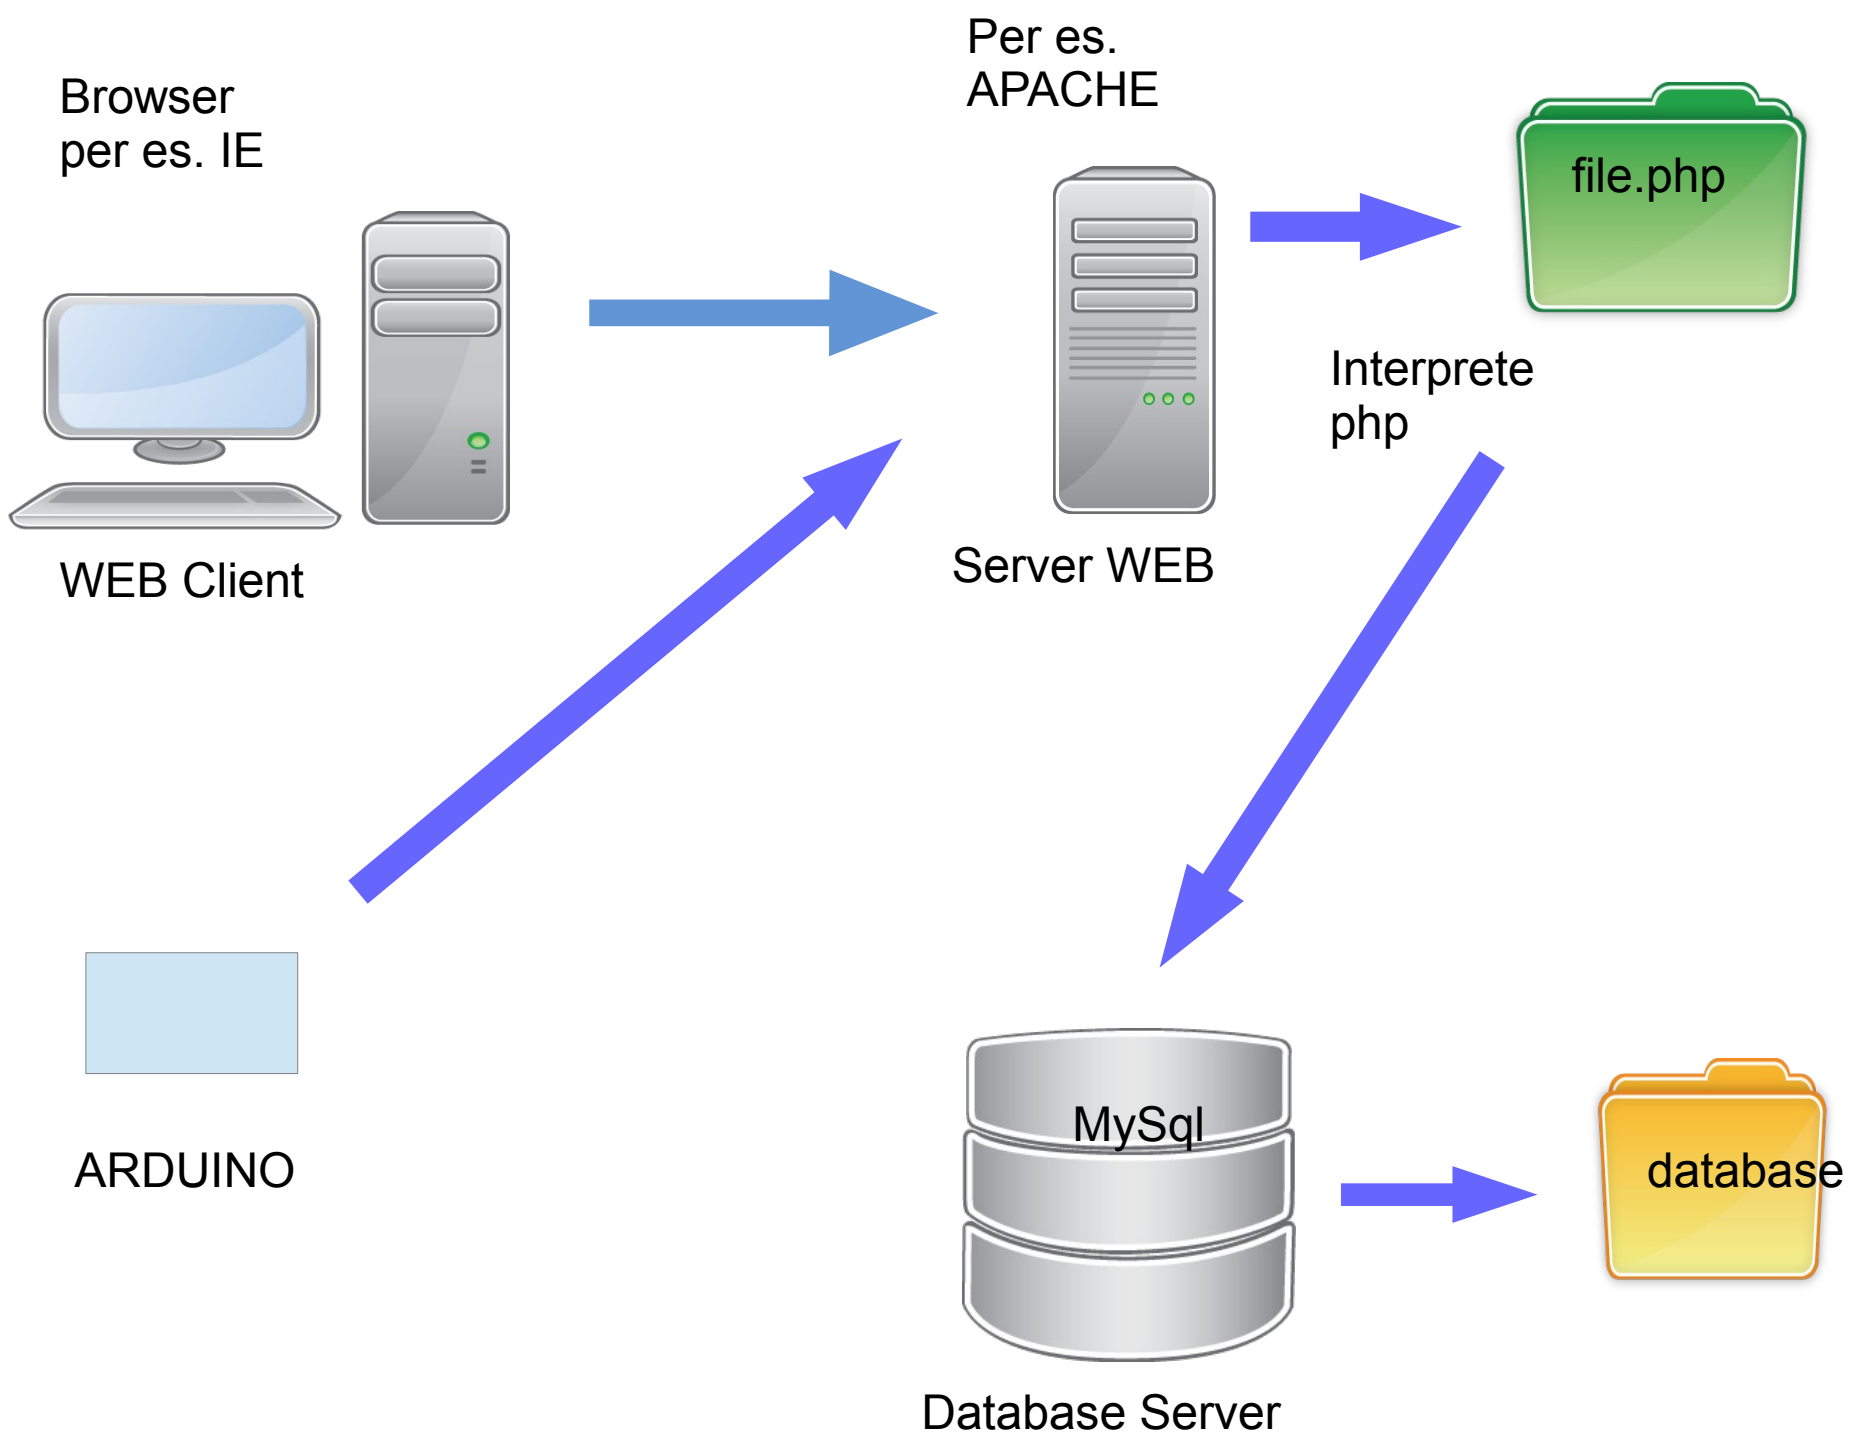 Per es.
APACHE
Browser
per es. IE
file.php
Interprete
php
Server WEB
WEB Client
MySql
database
ARDUINO
Database Server